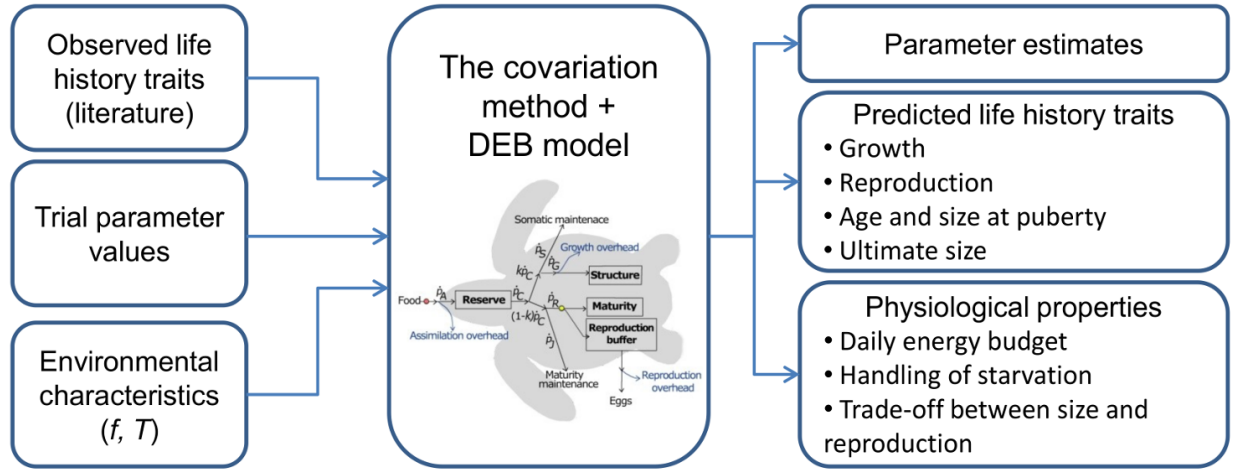 Observed life
history traits
(literature)
Trial parameter
values
Environmental
characteristics
(f, T)
The covariation
method +
DEB model
Somatic maintenace
ṗS
ṗG
Growth overhead
kṗC
Structure
Food
ṗA
Reserve
ṗC
ṗR
Maturity
(1-k)ṗC
Reproduction
buffer
Assimilation overhead
ṗJ
Maturity
maintenance
Reproduction
overhead
Eggs
Parameter estimates
Predicted life history traits
• Growth
• Reproduction
• Age and size at puberty
• Ultimate size
Physiological properties
• Daily energy budget
• Handling of starvation
• Trade-off between size and
reproduction